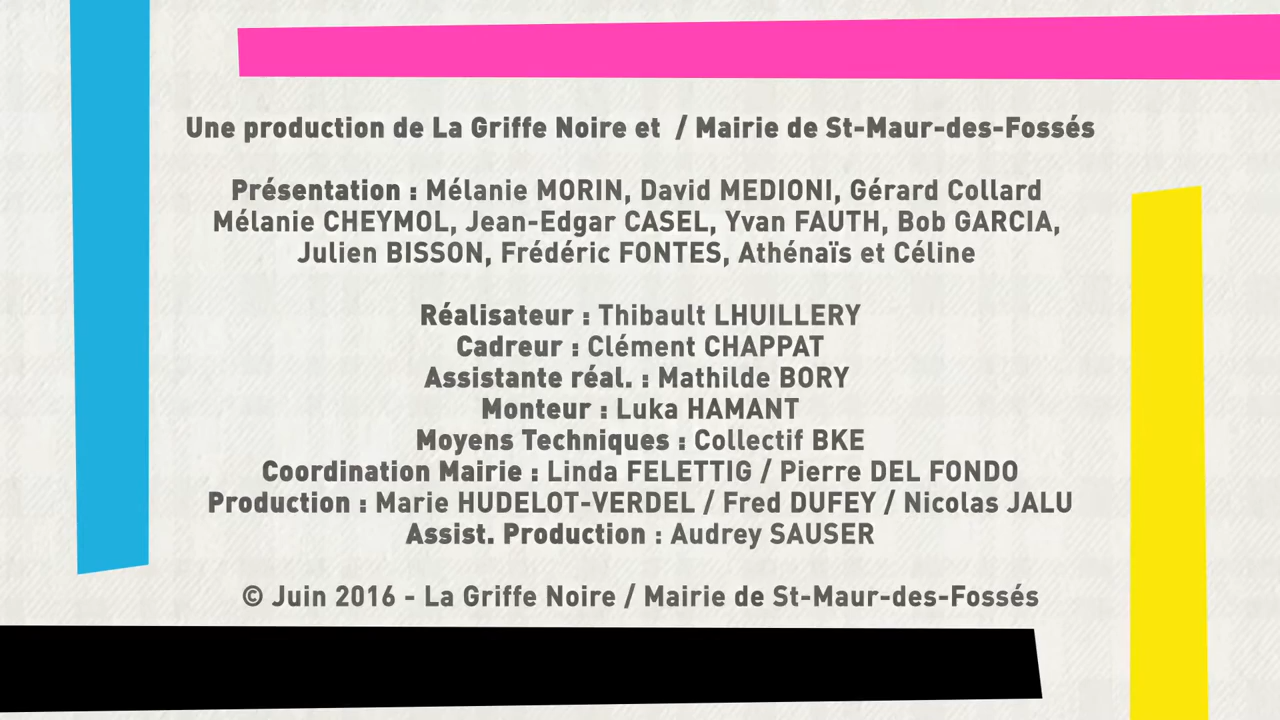 Une production de La Griffe Noire et / Mairie de St-Maur-des-Fossés
Présentation : Mélanie MORIN, David MEDIONI, Gérard Collard
Mélanie CHEYMOL, Jean-Edgar CASEL, Yvan FAUTH, Bob GARCIA,
Julien BISSON, Frédéric FONTES, Athénaïs et Céline
Réalisateur : Thibault LHUILLERY
Cadreur : Clément CHAPPAT
Assistante réal. : Mathilde BORY
Monteur : Luka HAMANT
Moyens Techniques : Collectif BKE
Coordination Mairie : Linda FELETTIG / Pierre DEL FONDO
Production : Marie HUDELOT-VERDEL / Fred DUFEY / Nicolas JALU
Assist. Production : Audrey SAUSER
© Juin 2016 - La Griffe Noire / Mairie de St-Maur-des-Fossés